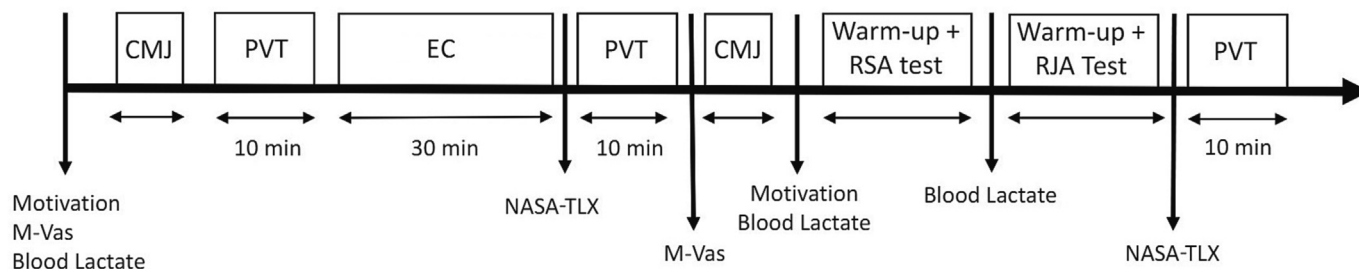 CMJ
PVT
EC
PVT
CMJ
Warm-up +
RSA test
Warm-up +
RJA Test
PVT
10 min
30 min
10 min
10 min
Motivation
M-Vas
Blood Lactate
NASA-TLX
M-Vas
Motivation
Blood Lactate
Blood Lactate
NASA-TLX